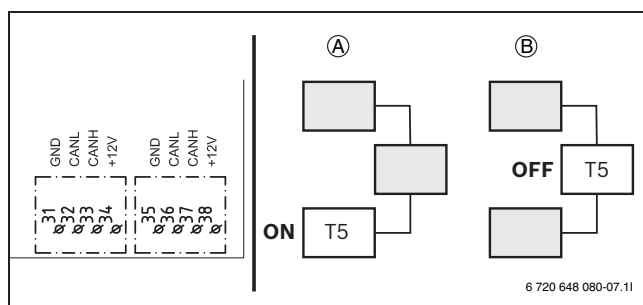 GND
CANL
CANH
+12V
GND
CANL
CANH
+12V
31
32
33
34
35
36
37
38
A
B
ON
T5
OFF
T5
6 720 648 080-07.1I